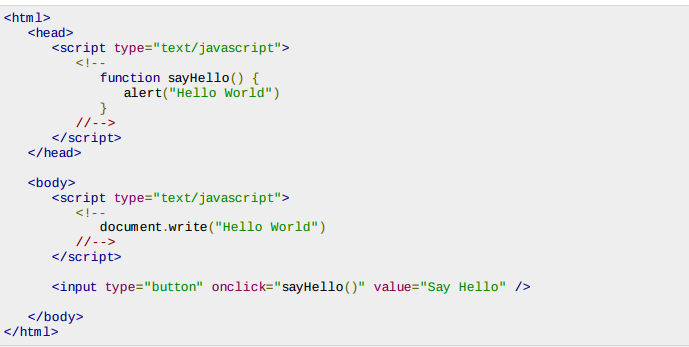 <html>
<head>
<script type="text/javascript">
<!--
function sayHello() {
alert("Hello World")
}
//-->
</script>
</head>
<body>
<script type="text/javascript">
<!--
document.write("Hello World")
//-->
</script>
<input type="button" onclick="sayHello()" value="Say Hello" />
</body>
</html>